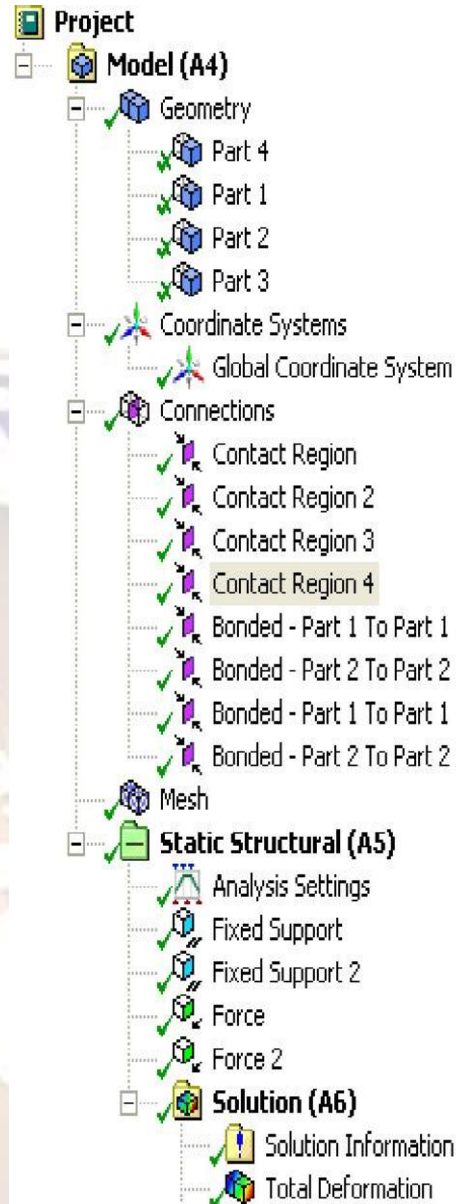 Project
Model (A4)
Geometry
Part 4
Part 1
Part 2
Part 3
Coordinate Systems
Global Coordinate System
Connections
Contact Region
Contact Region 2
Contact Region 3
Contact Region 4
Bonded - Part 1 To Part 1
Bonded - Part 2 To Part 2
Bonded - Part 1 To Part 1
Bonded - Part 2 To Part 2
Mesh
Static Structural (A5)
Analysis Settings
Fixed Support
Fixed Support 2
Force
Force 2
Solution (A6)
Solution Information
Total Deformation